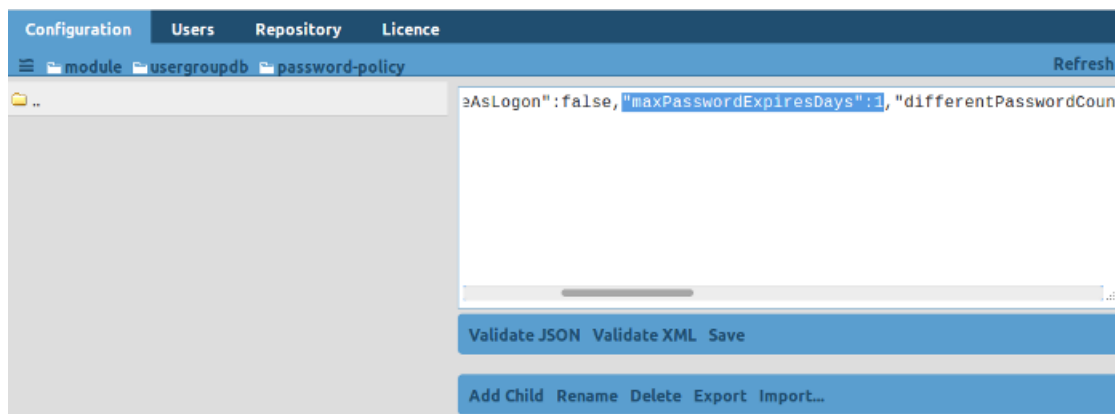 Configuration Users Repository Licence
module usergroupdb password-policy Refresh
..
eAsLogon":false,"maxPasswordExpiresDays":1,"differentPasswordCoun
Validate JSON Validate XML Save
Add Child Rename Delete Export Import...